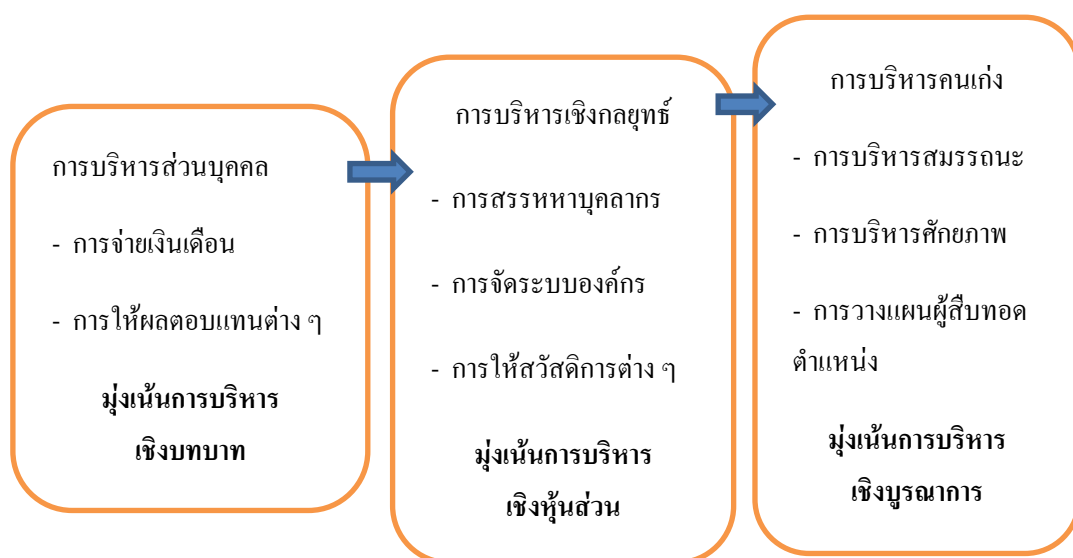 การบริหารส่วนบุคคล
- การจ่ายเงินเดือน
- การให้ผลตอบแทนต่าง ๆ
มุ่งเน้นการบริหาร
เชิงบทบาท
การบริหารเชิงกลยุทธ์
- การสรรหหาบุคลากร
- การจัดระบบองค์กร
- การให้สวัสดิการต่าง ๆ
มุ่งเน้นการบริหาร
เชิงหุ้นส่วน
การบริหารคนเก่ง
- การบริหารสมรรถนะ
- การบริหารศักยภาพ
- การวางแผนผู้สืบทอด
ตำแหน่ง
มุ่งเน้นการบริหาร
เชิงบูรณาการ